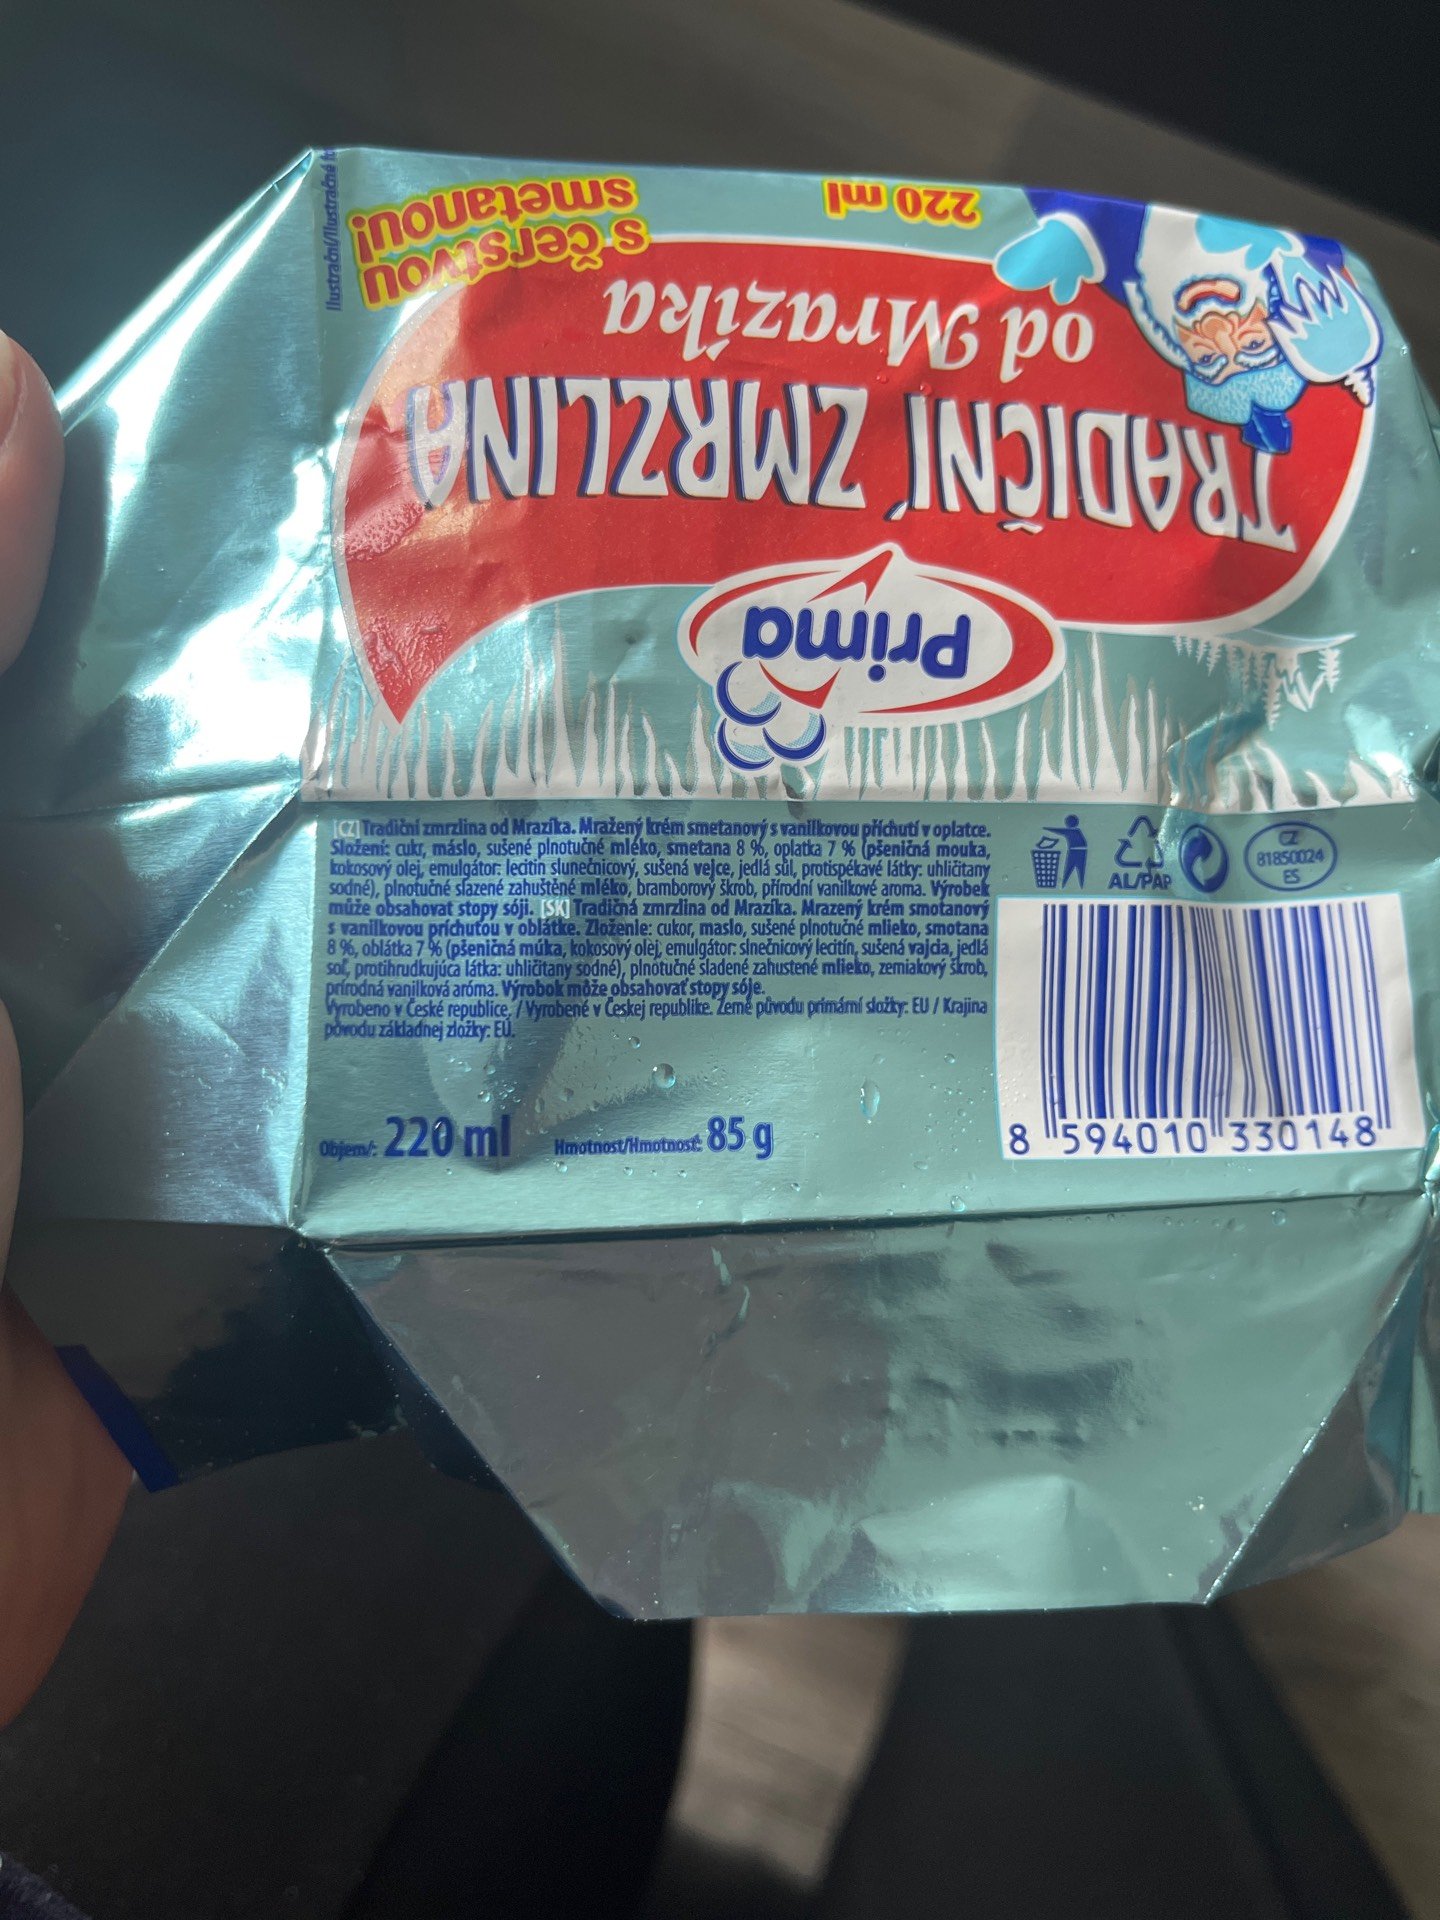 Prima
TRADIČNÍ ZMRZLINA
od Mrazíka
220 ml
s čerstvou
smetanou!
Ilustrační/Ilustračné
[CZ] Tradiční zmrzlina od Mrazíka. Mražený krém smetanový s vanilkovou příchutí v oplatce.
Složení: cukr, máslo, sušené plnotučné mléko, smetana 8 %, oplatka 7 % (pšeničná mouka,
kokosový olej, emulgátor: lecitin slunečnicový, sušená vejce, jedlá sůl, protispékavé látky: uhličitany
sodné), plnotučné slazené zahuštěné mléko, bramborový škrob, přírodní vanilkové aroma. Výrobek
může obsahovat stopy sóji. [SK] Tradičná zmrzlina od Mrazíka. Mrazený krém smotanový
s vanilkovou príchuťou v oblátke. Zloženie: cukor, maslo, sušené plnotučné mlieko, smotana
8 %, oblátka 7 % (pšeničná múka, kokosový olej, emulgátor: slnečnicový lecitín, sušená vajcia, jedlá
soľ, protihrudkujúca látka: uhličitany sodné), plnotučné sladené zahustené mlieko, zemiakový škrob,
prírodná vanilková aróma. Výrobok môže obsahovať stopy sóje.
Vyrobeno v České republice, / Vyrobené v Českej republike. Země původu primární složky: EU / Krajina
pôvodu základnej zložky: EÚ.
AL/PAP
CZ
81850024
ES
Objem/: 220 ml Hmotnost/Hmotnosť: 85 g
8 594010 330148